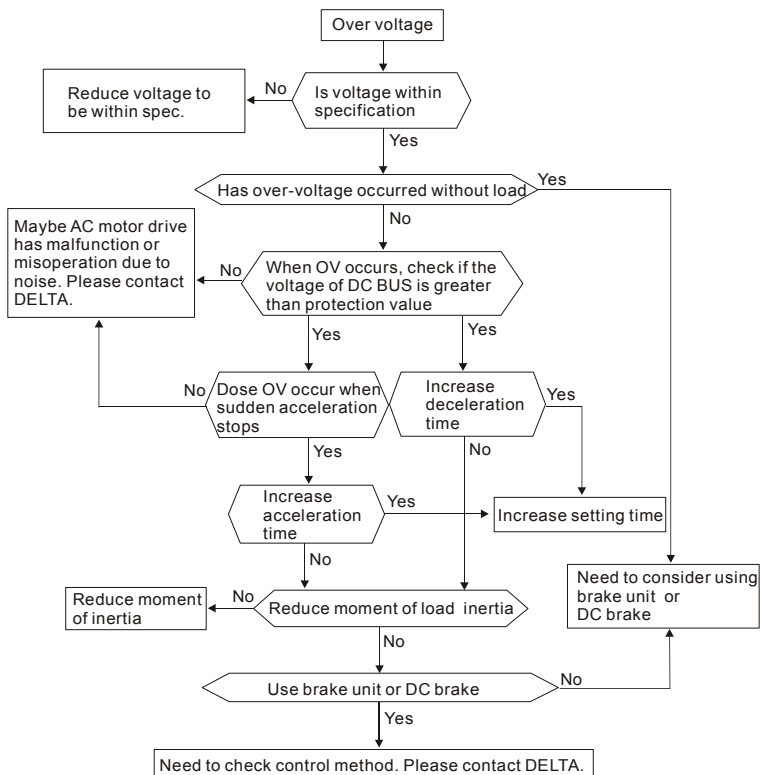 Over voltage
Reduce voltage to
be within spec.
No
Is voltage within
specification
Yes
Has over-voltage occurred without load
Yes
No
Maybe AC motor drive
has malfunction or
misoperation due to
noise. Please contact
DELTA.
No
When OV occurs, check if the
voltage of DC BUS is greater
than protection value
Yes
Yes
No
Dose OV occur when
sudden acceleration
stops
Increase
deceleration
time
Yes
Yes
No
Increase
acceleration
time
Yes
Increase setting time
No
Reduce moment
of inertia
No
Reduce moment of load inertia
Need to consider using
brake unit or
DC brake
No
Use brake unit or DC brake
No
Yes
Need to check control method. Please contact DELTA.